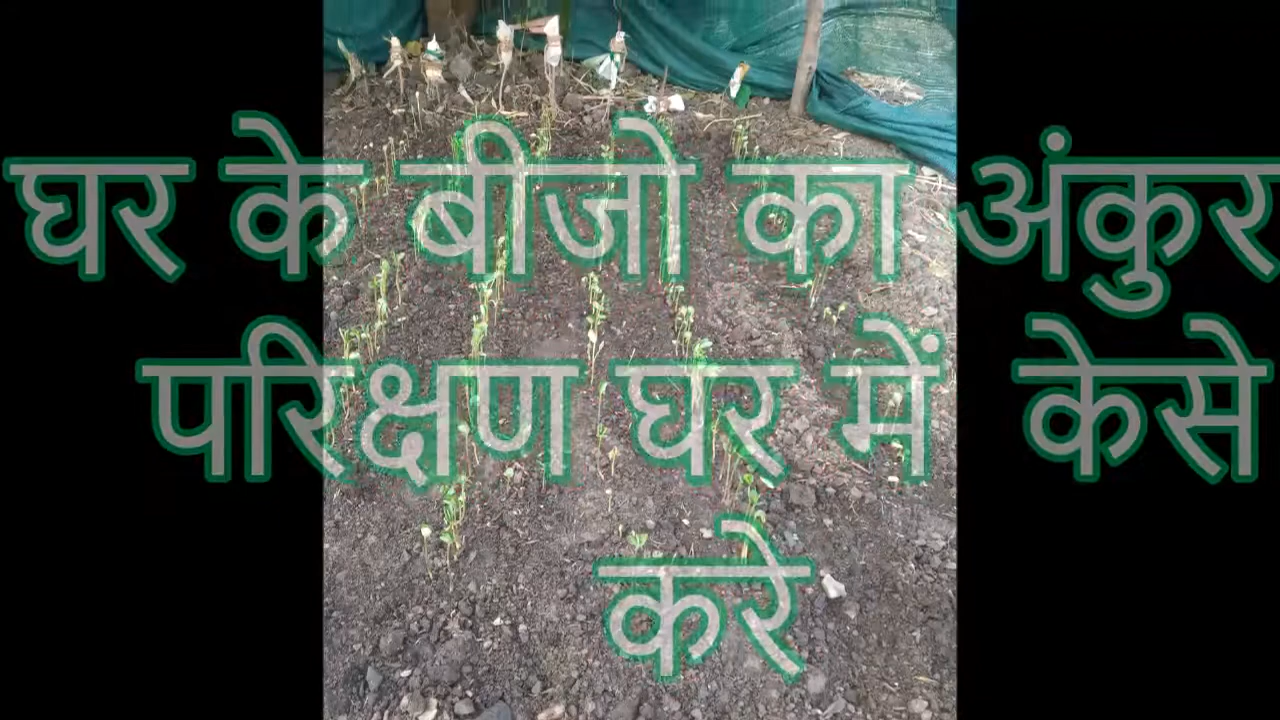 घर के बीजो का अंकुर
परिक्षण घर में केसे
करे